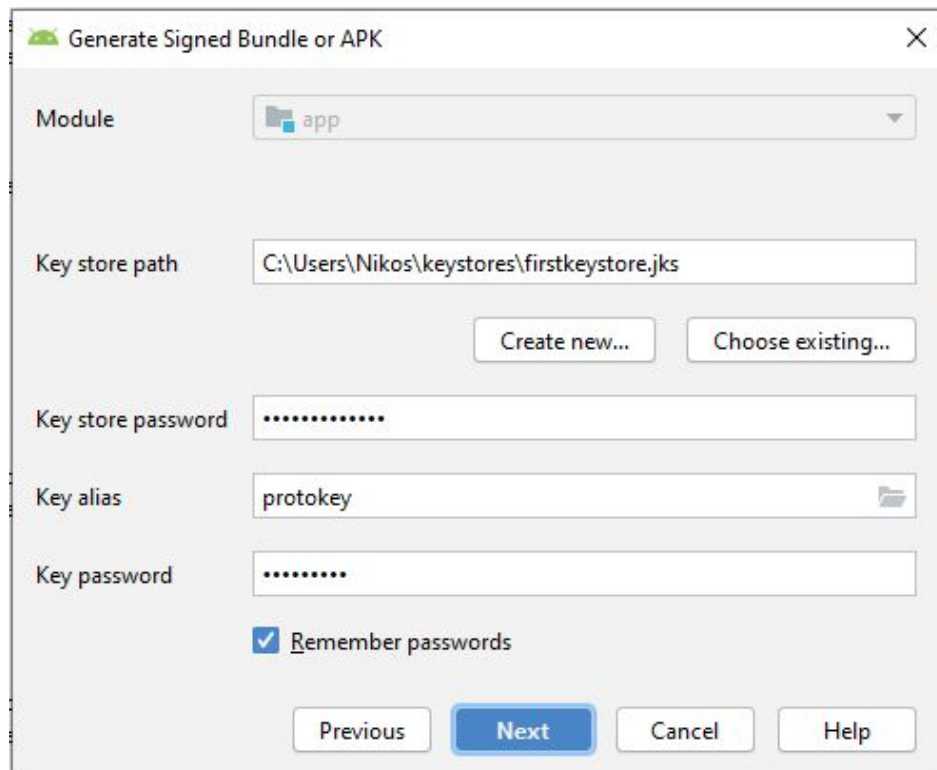 Generate Signed Bundle or APK
Module app
Key store path C:\Users\Nikos\keystores\firstkeystore.jks
Create new... Choose existing...
Key store password •••••••••••••
Key alias protokey
Key password •••••••••
Remember passwords
Previous Next Cancel Help